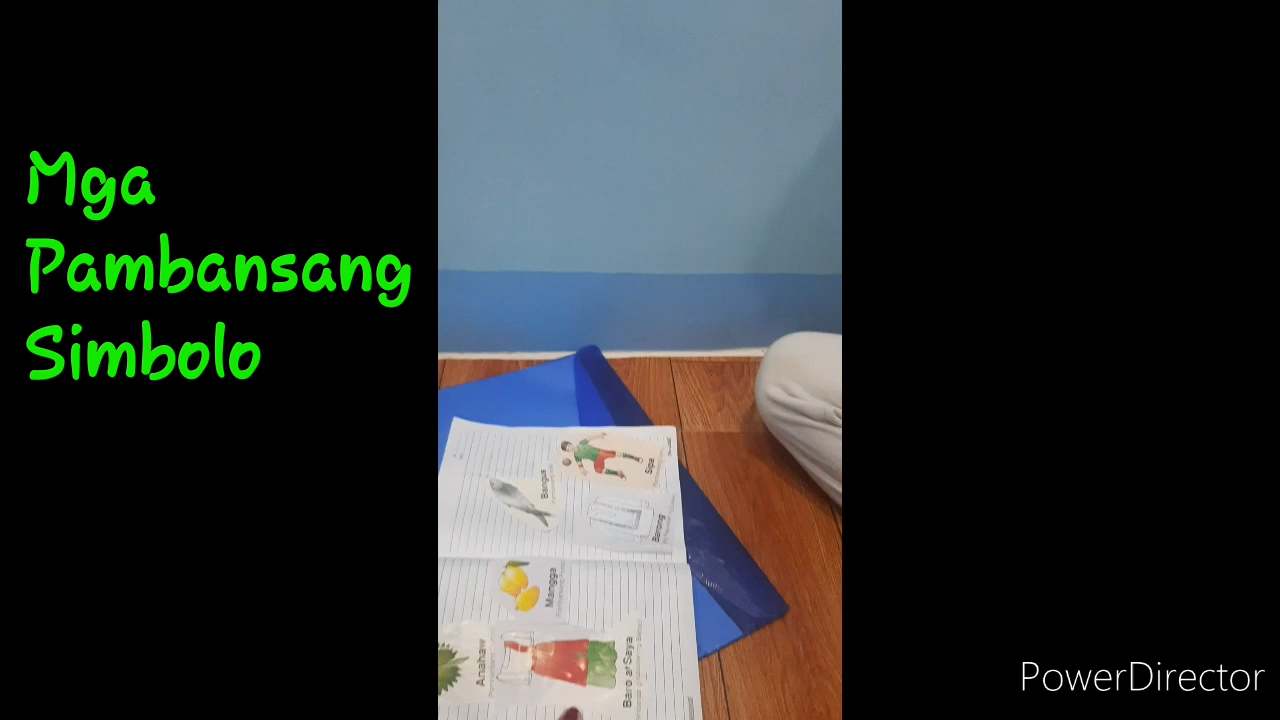 Mga
Pambansang
Simbolo
Sipa
Bangus
Barong
Mangga
Anahaw
Baro at Saya
PowerDirector